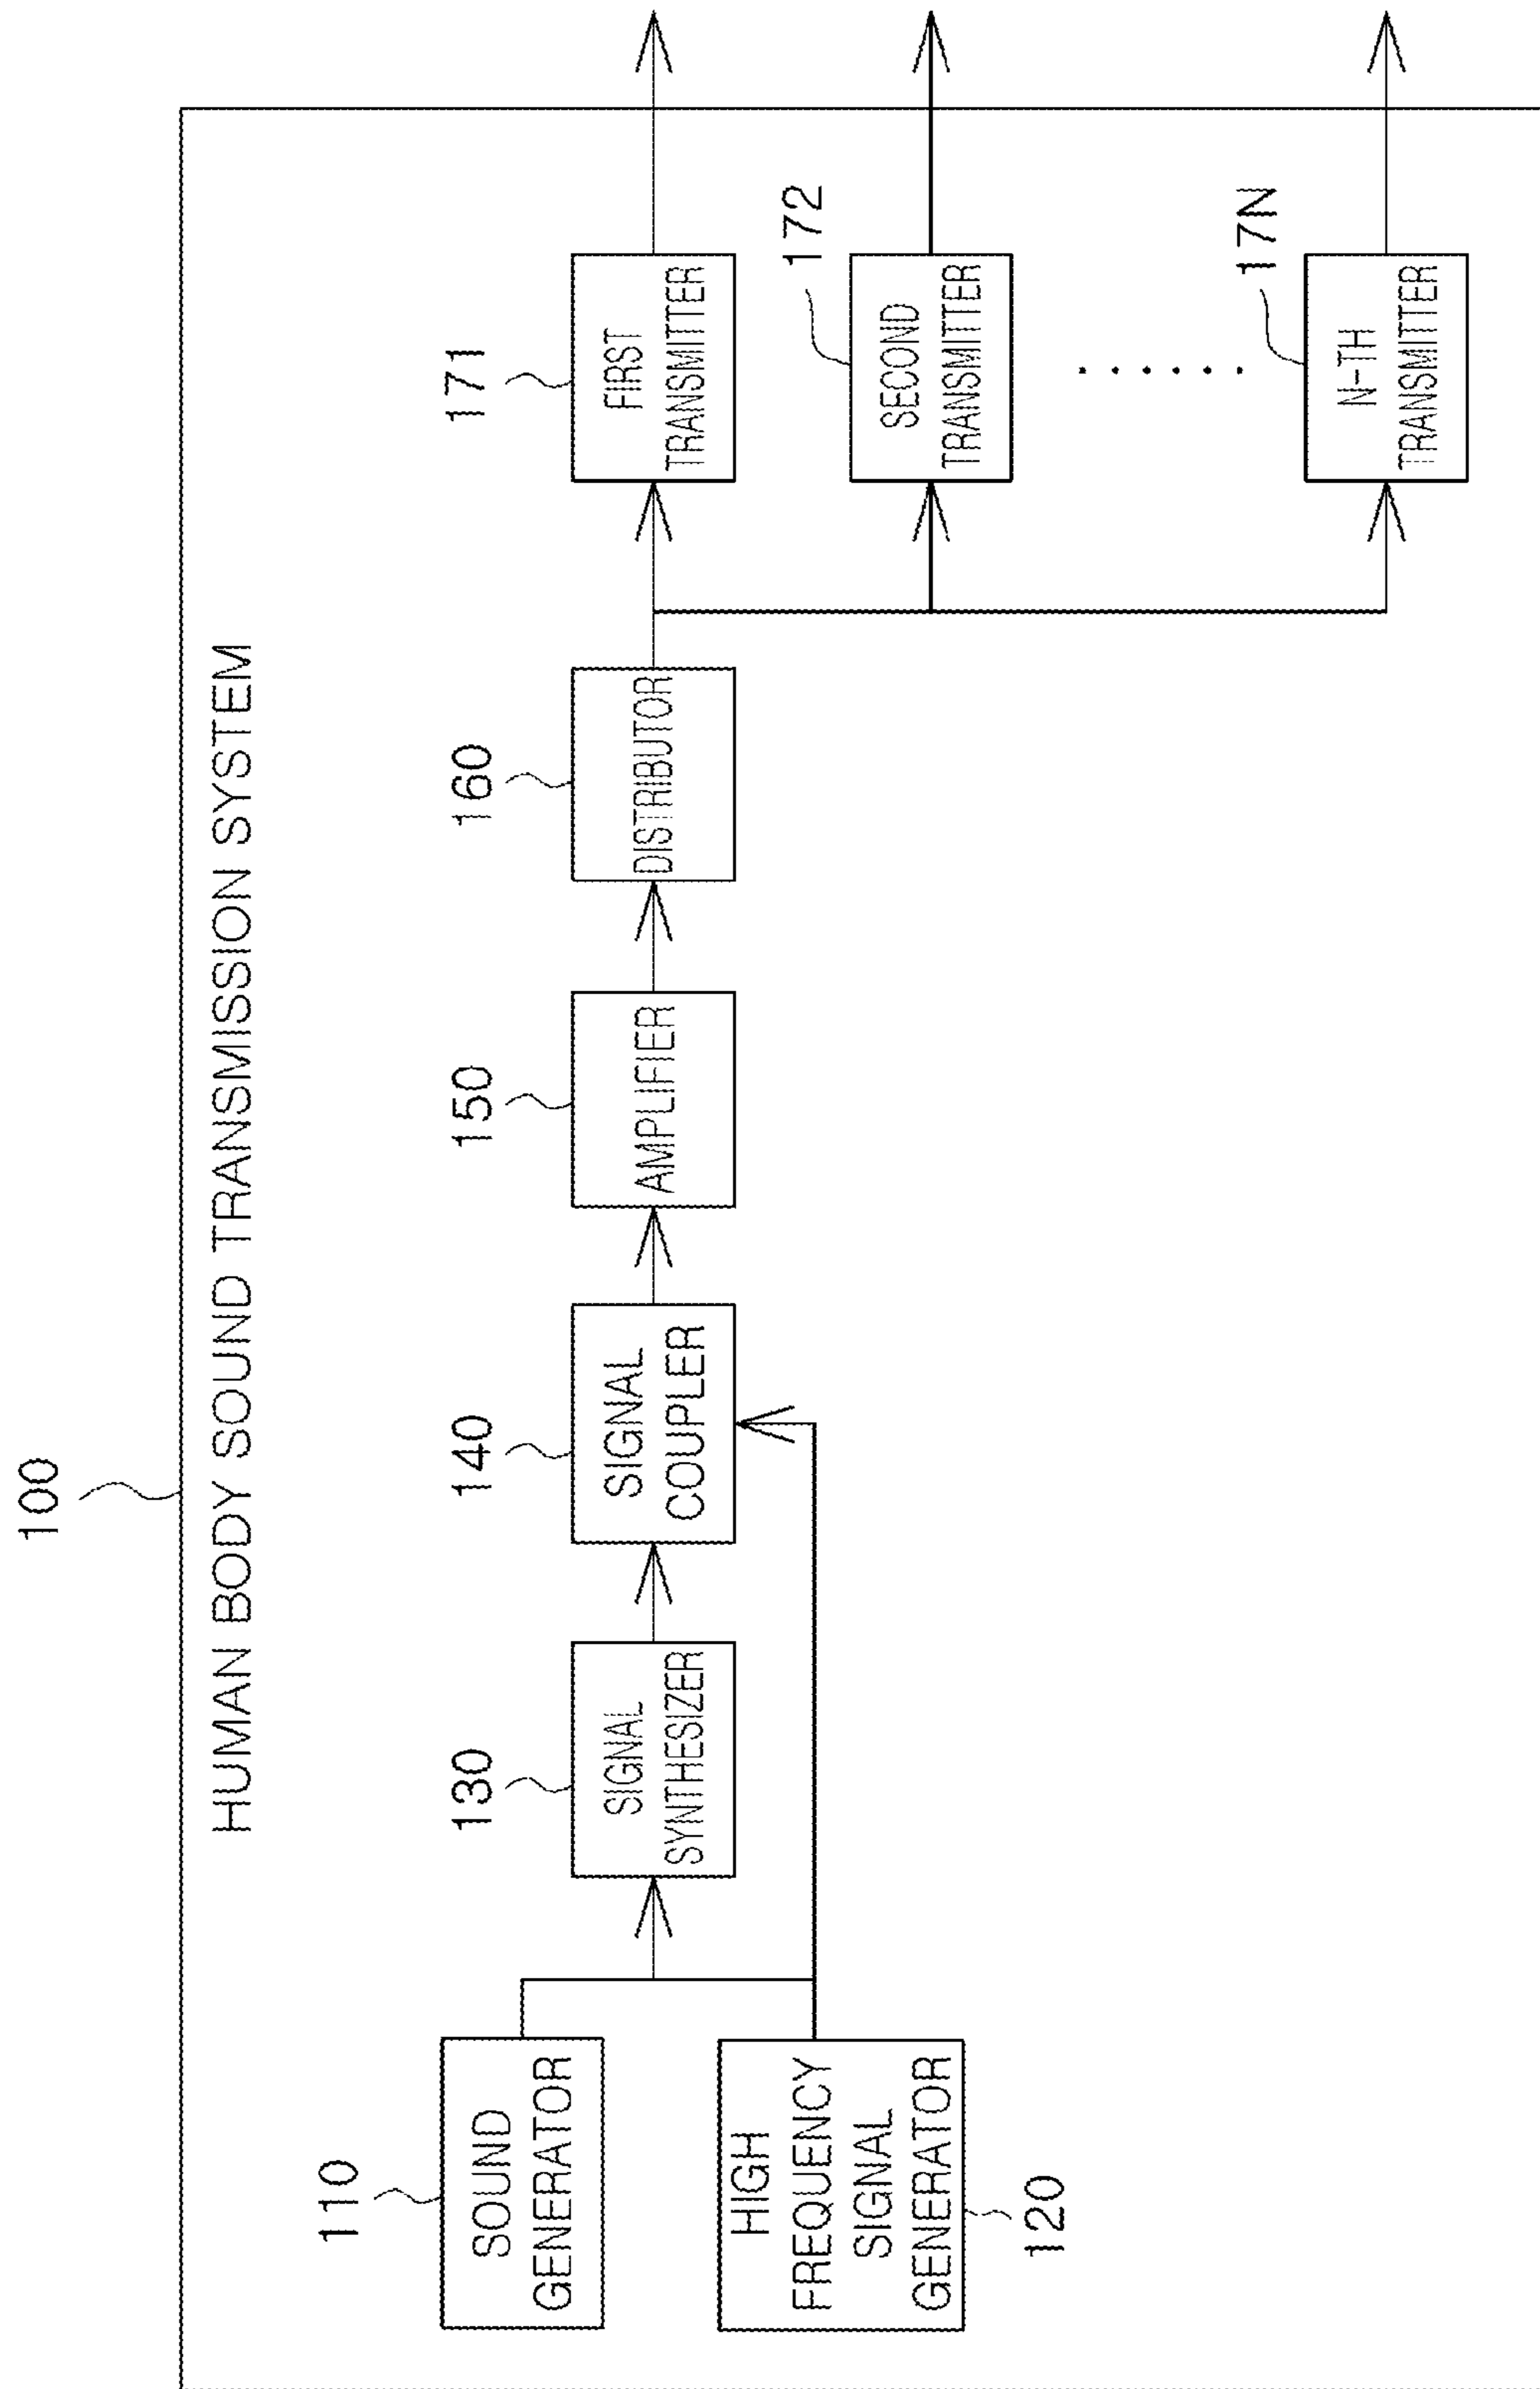 100
HUMAN BODY SOUND TRANSMISSION SYSTEM
110
SOUND
GENERATOR
HIGH
FREQUENCY
SIGNAL
GENERATOR
120
130
SIGNAL
SYNTHESIZER
140
SIGNAL
COUPLER
150
AMPLIFIER
160
DISTRIBUTOR
171
FIRST
TRANSMITTER
172
SECOND
TRANSMITTER
......
17N
N-TH
TRANSMITTER